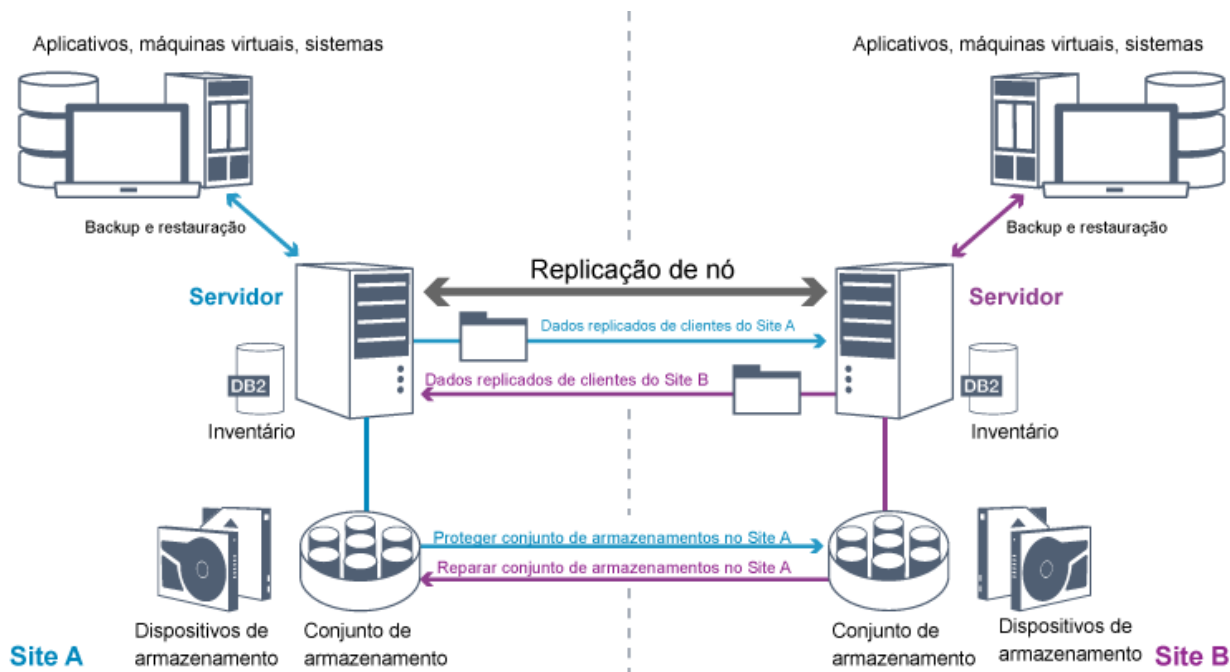 Aplicativos, máquinas virtuais, sistemas
Aplicativos, máquinas virtuais, sistemas
Backup e restauração
Backup e restauração
Replicação de nó
Servidor
Servidor
Dados replicados de clientes do Site A
Dados replicados de clientes do Site B
DB2
DB2
Inventário
Inventário
Proteger conjunto de armazenamentos no Site A
Reparar conjunto de armazenamentos no Site A
Dispositivos de
armazenamento
Conjunto de
armazenamento
Conjunto de
armazenamento
Dispositivos de
armazenamento
Site A
Site B